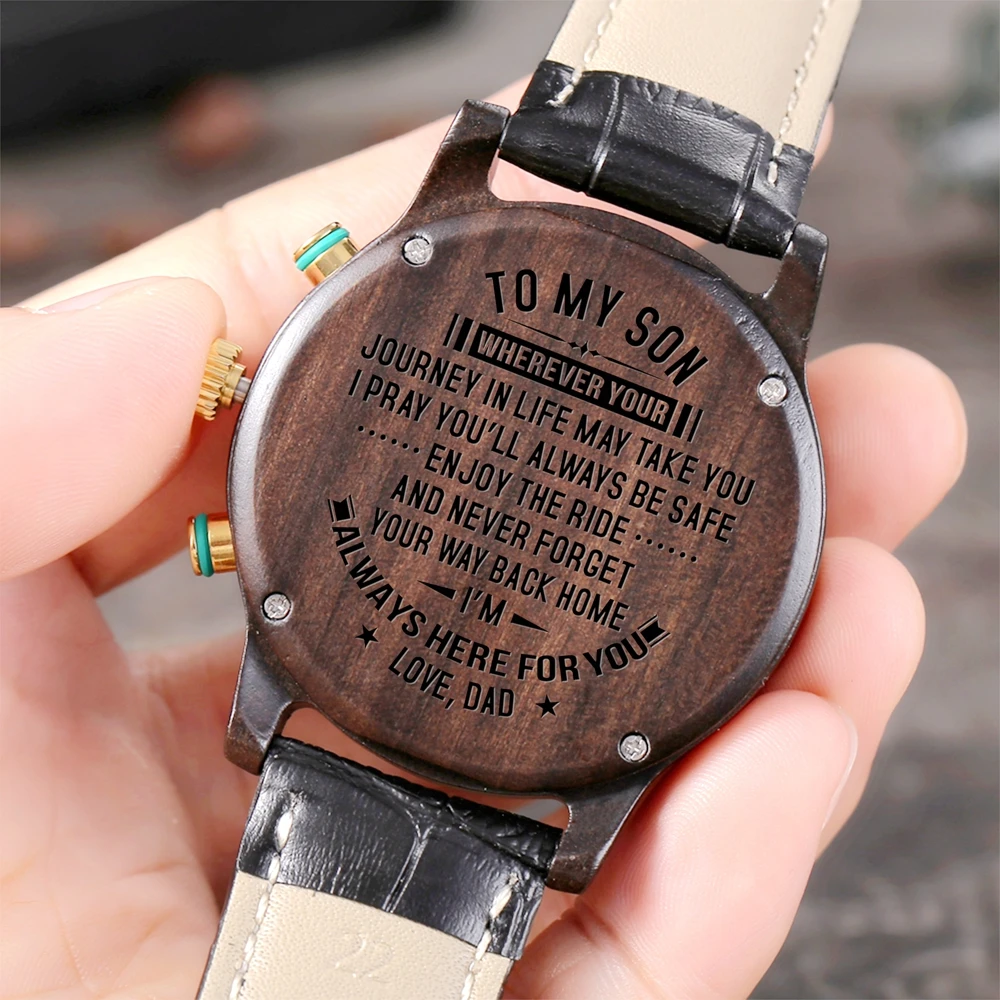 TO MY SON
WHEREVER YOUR
JOURNEY IN LIFE MAY TAKE YOU
I PRAY YOU'LL ALWAYS BE SAFE
...... ENJOY THE RIDE ......
AND NEVER FORGET
YOUR WAY BACK HOME
I'M
ALWAYS HERE FOR YOU
LOVE, DAD
22